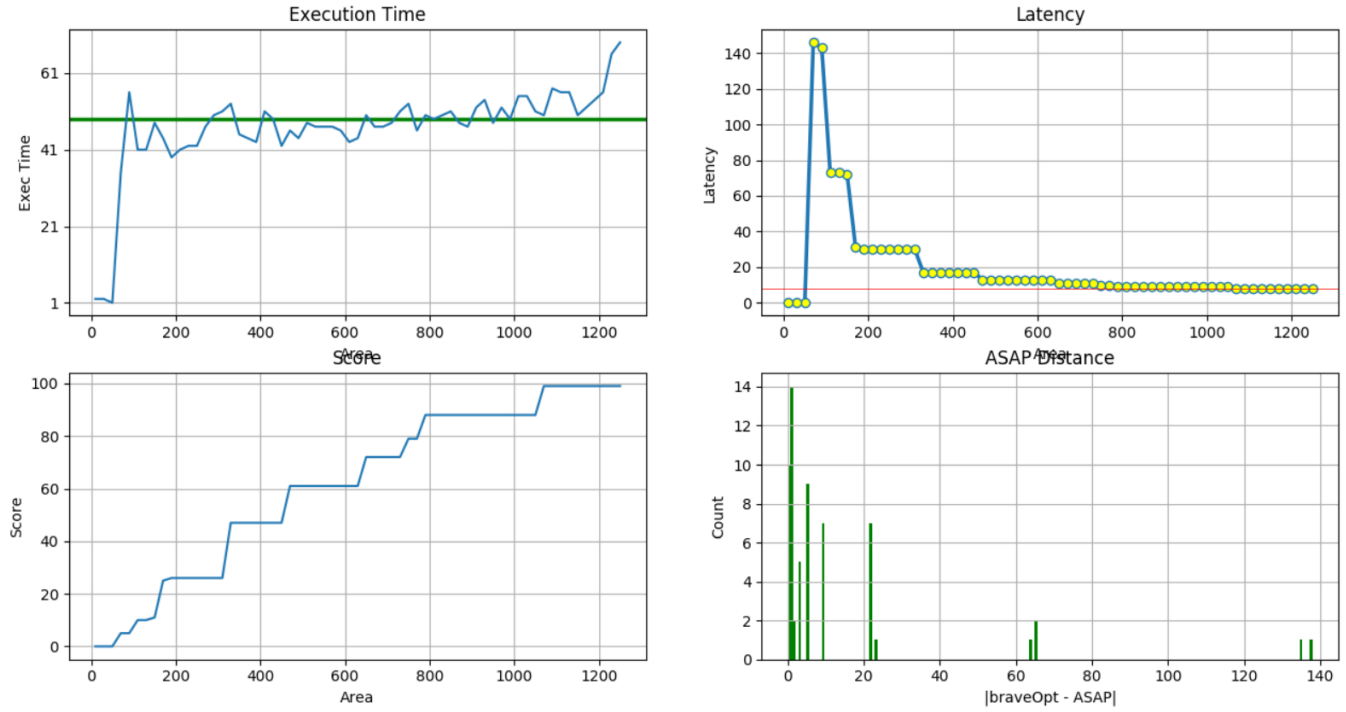 Execution Time
Exec Time
61
41
21
1
0 200 400 600 800 1000 1200
Area
Latency
Latency
140
120
100
80
60
40
20
0
0 200 400 600 800 1000 1200
Area
Score
Score
100
80
60
40
20
0
0 200 400 600 800 1000 1200
Area
ASAP Distance
Count
14
12
10
8
6
4
2
0
0 20 40 60 80 100 120 140
|braveOpt - ASAP|